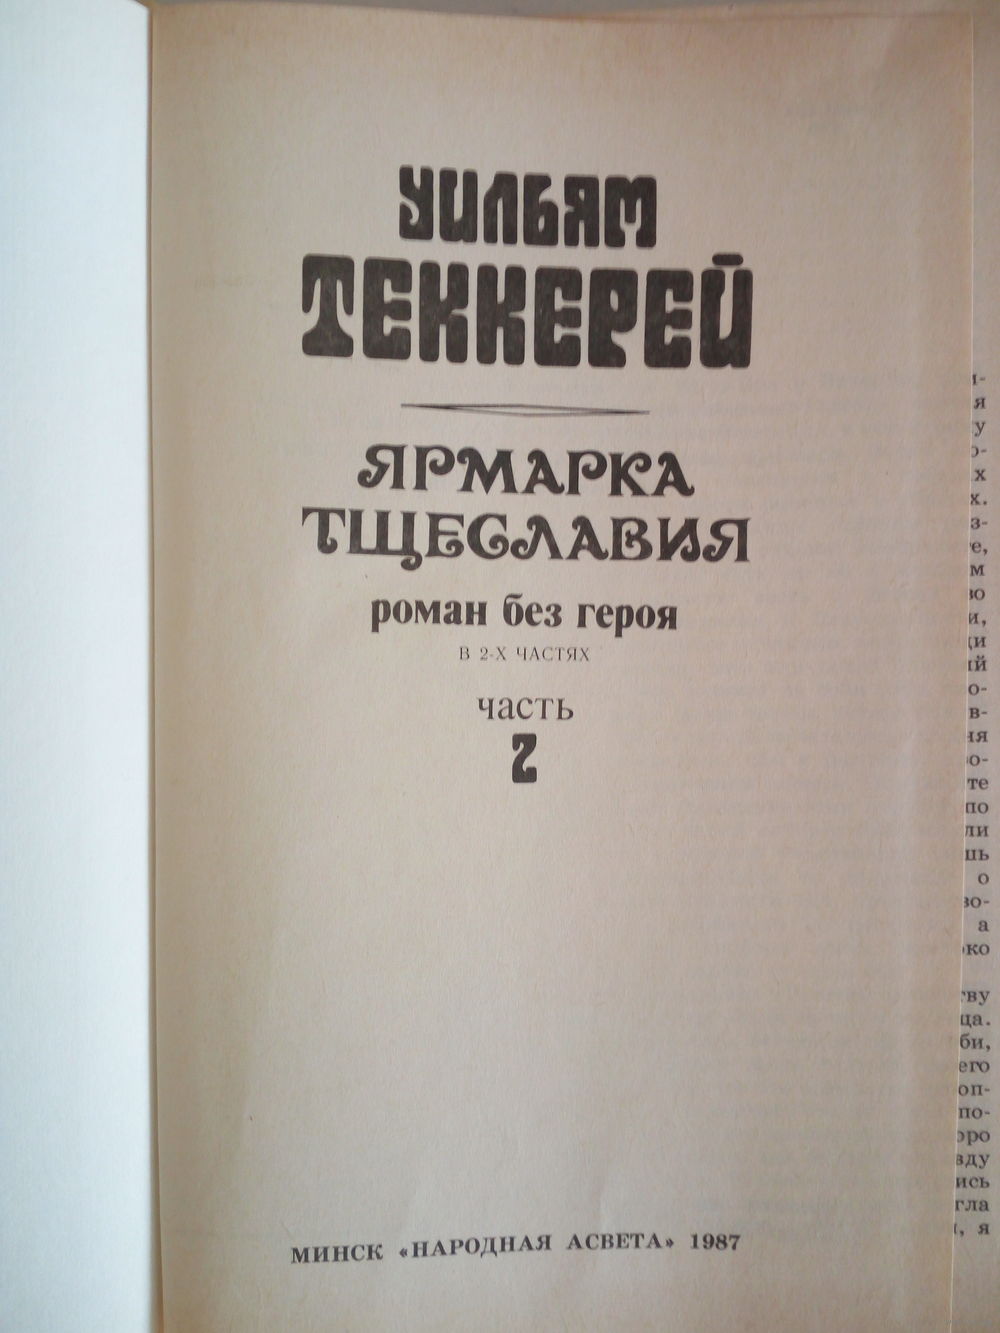 УИЛЬЯМ
ТЕККЕРЕЙ
ЯРМАРКА
ТЩЕСЛАВИЯ
роман без героя
В 2-Х ЧАСТЯХ
часть
2
МИНСК «НАРОДНАЯ АСВЕТА» 1987